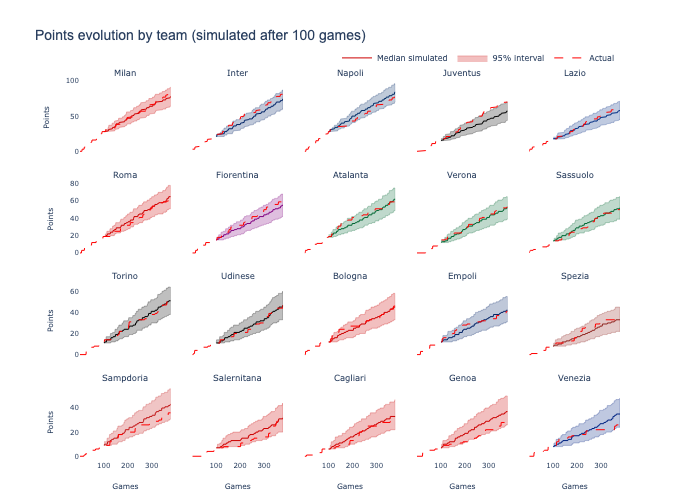 Points evolution by team (simulated after 100 games)
Median simulated 95% interval Actual
Milan Inter Napoli Juventus Lazio
100
50
0
Points
Roma Fiorentina Atalanta Verona Sassuolo
80
60
40
20
0
Points
Torino Udinese Bologna Empoli Spezia
60
40
20
0
Points
Sampdoria Salernitana Cagliari Genoa Venezia
40
20
0
Points
100 200 300 100 200 300 100 200 300 100 200 300 100 200 300
Games Games Games Games Games